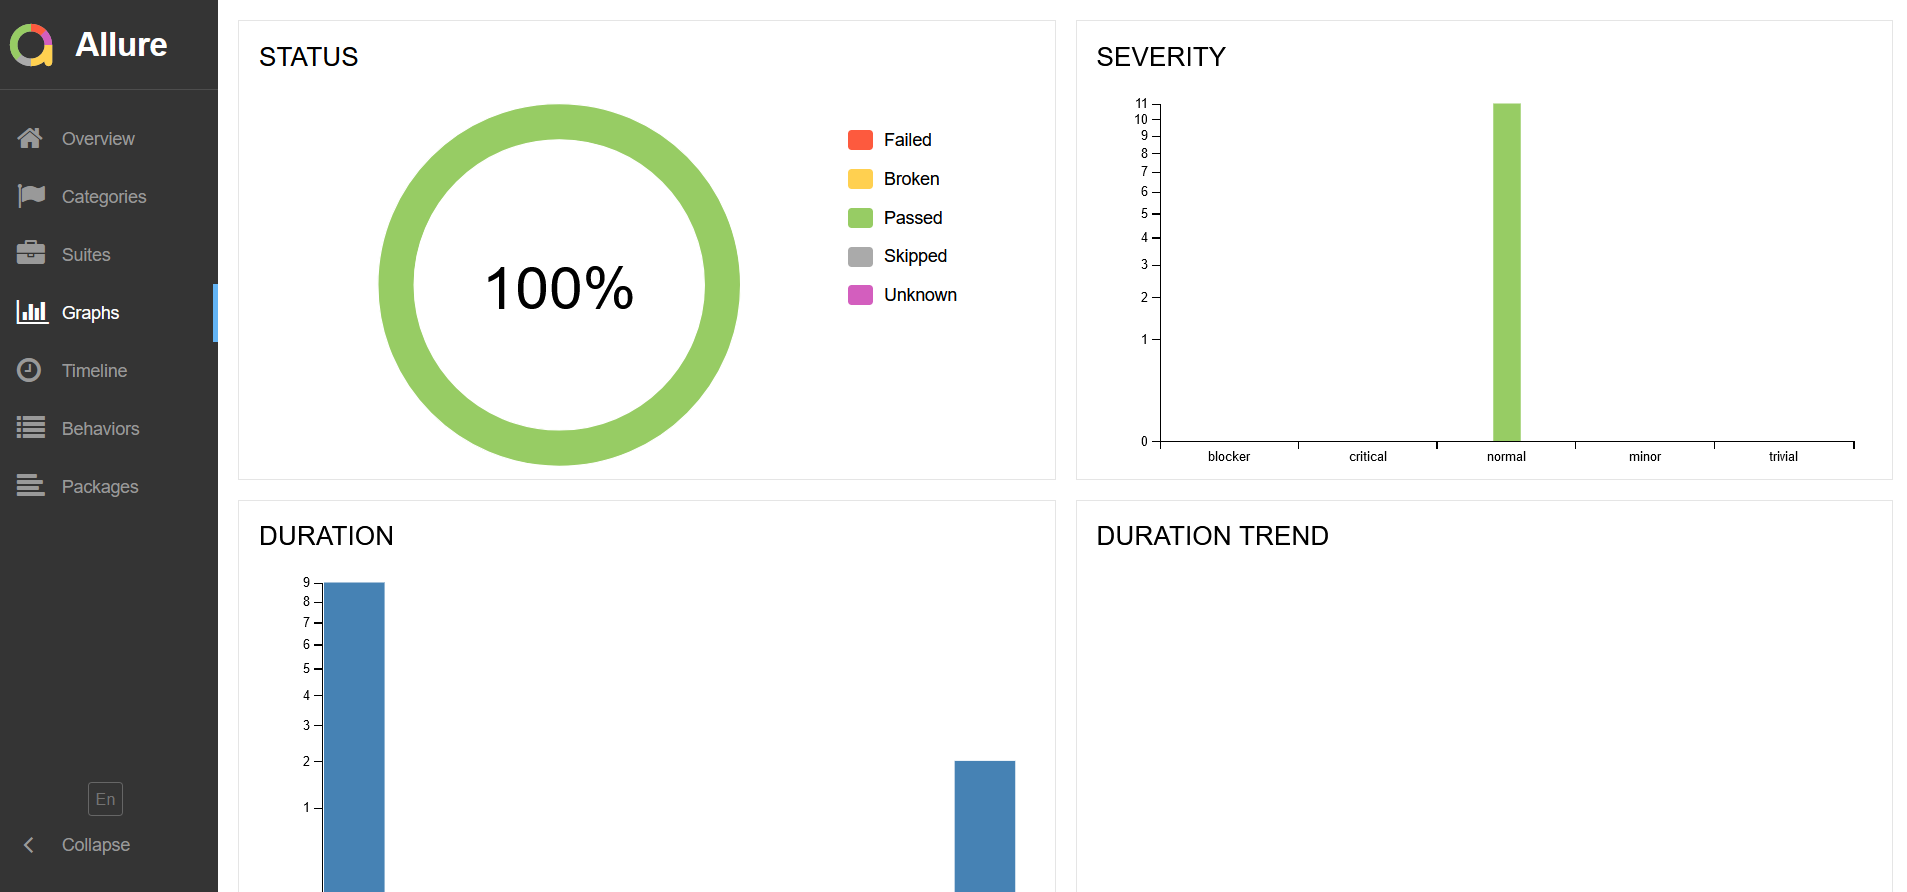 Allure
Overview
Categories
Suites
Graphs
Timeline
Behaviors
Packages
En
Collapse
STATUS
100%
Failed
Broken
Passed
Skipped
Unknown
SEVERITY
11
10
9
8
7
6
5
4
3
2
1
0
blocker critical normal minor trivial
DURATION
9
8
7
6
5
4
3
2
1
DURATION TREND